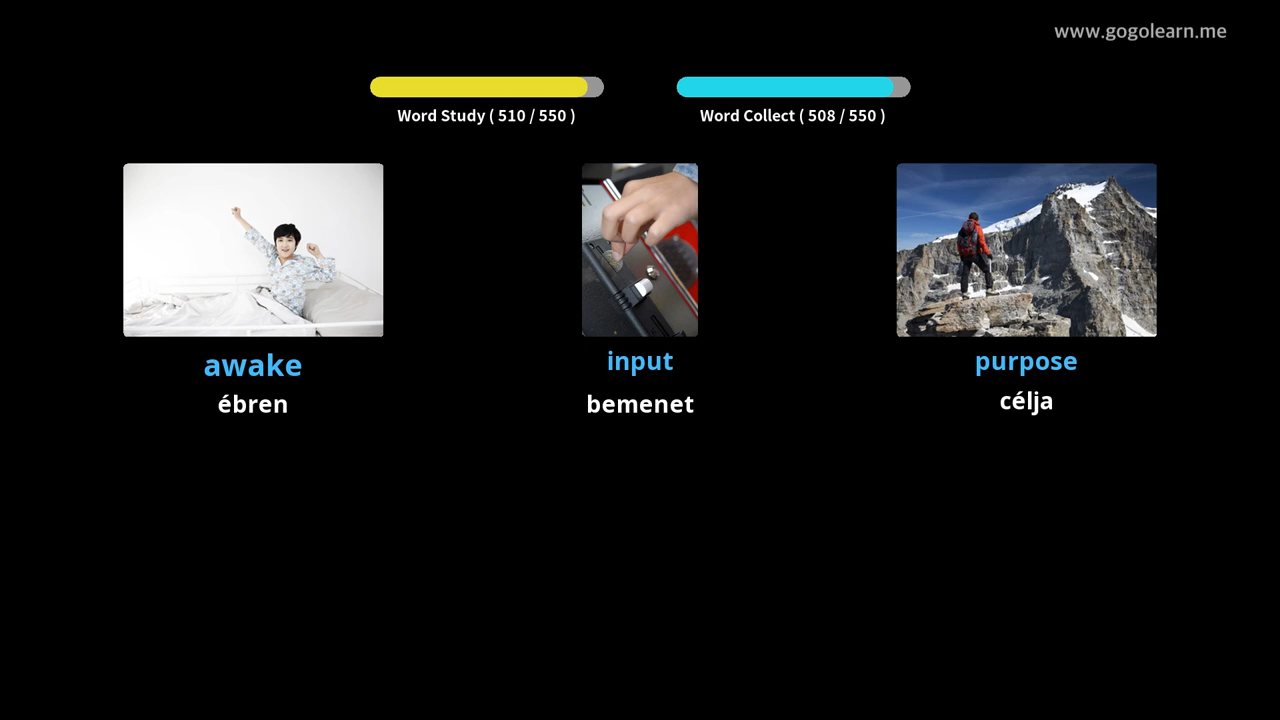 www.gogolearn.me
Word Study ( 510 / 550 )
Word Collect ( 508 / 550 )
awake
ébren
input
bemenet
purpose
célja